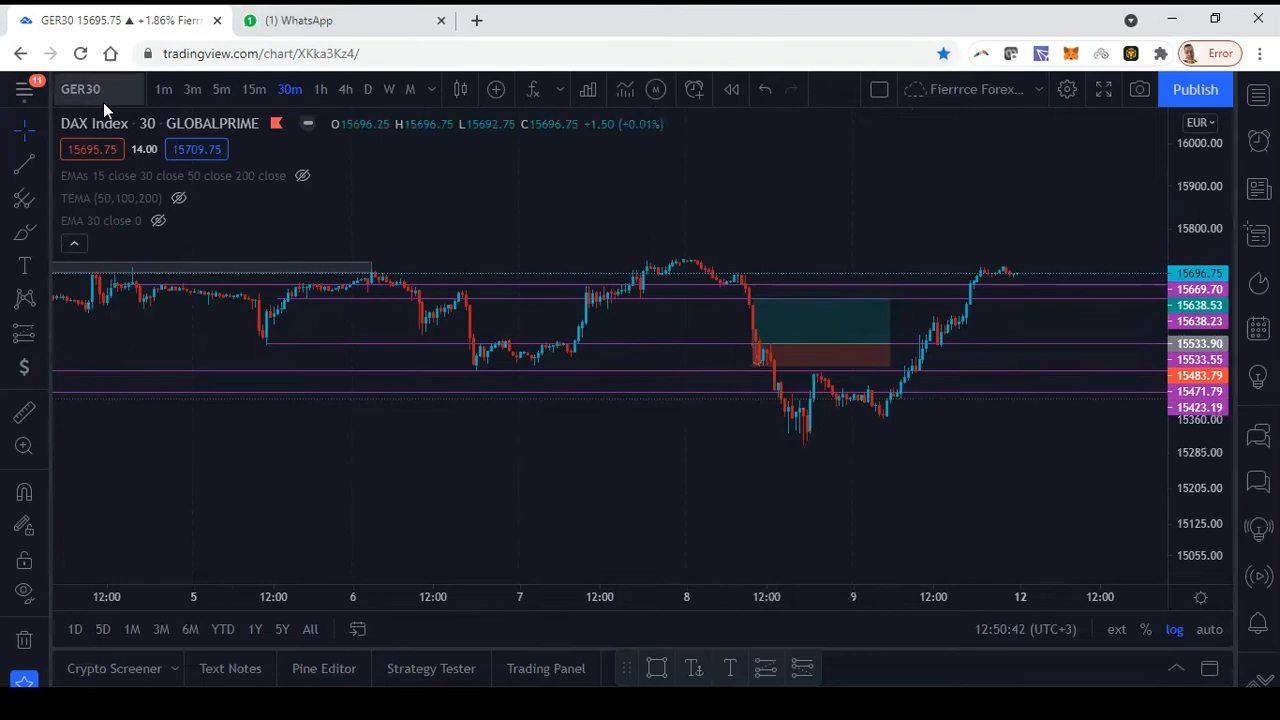 GER30 15695.75 ▲ +1.86% Fierr
(1) WhatsApp
tradingview.com/chart/XKka3Kz4/
Error
11
GER30
1m 3m 5m 15m 30m 1h 4h D W M
Fierrrce Forex...
Publish
DAX Index · 30 · GLOBALPRIME
O15696.25 H15696.75 L15692.75 C15696.75 +1.50 (+0.01%)
EUR
15695.75 14.00 15709.75
EMAs 15 close 30 close 50 close 200 close
TEMA (50,100,200)
EMA 30 close 0
16000.00
15900.00
15800.00
15696.75
15669.70
15638.53
15638.23
15533.90
15533.55
15483.79
15471.79
15423.19
15360.00
15285.00
15205.00
15125.00
15055.00
12:00 5 12:00 6 12:00 7 12:00 8 12:00 9 12:00 12 12:00
1D 5D 1M 3M 6M YTD 1Y 5Y All
12:50:42 (UTC+3) ext % log auto
Crypto Screener Text Notes Pine Editor Strategy Tester Trading Panel